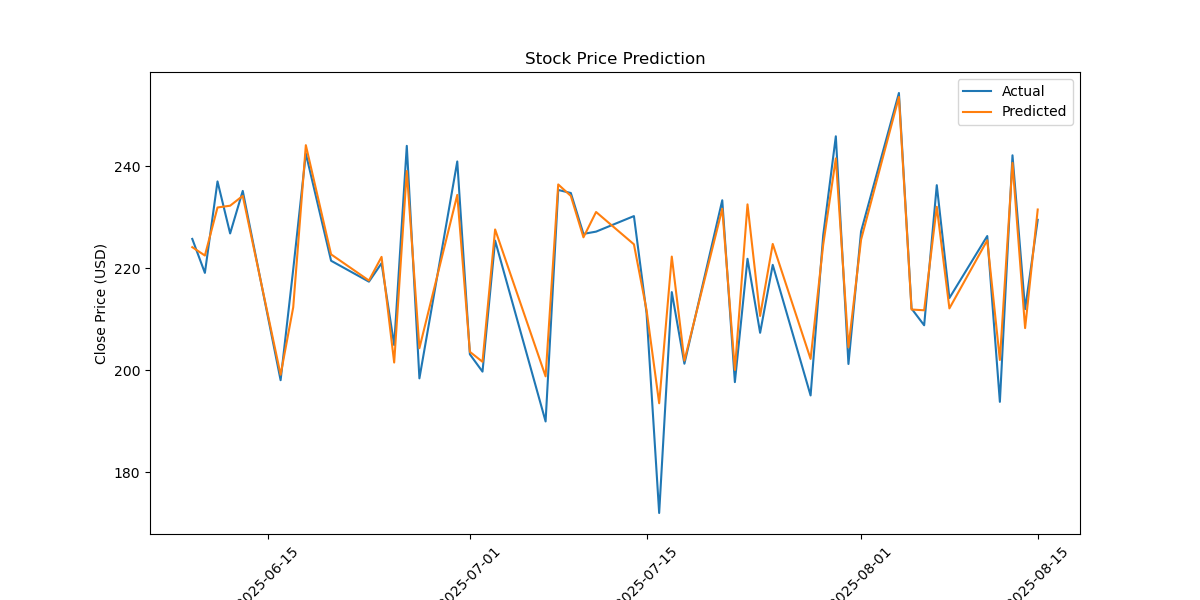 Stock Price Prediction
Actual
Predicted
Close Price (USD)
240
220
200
180
2025-06-15
2025-07-01
2025-07-15
2025-08-01
2025-08-15